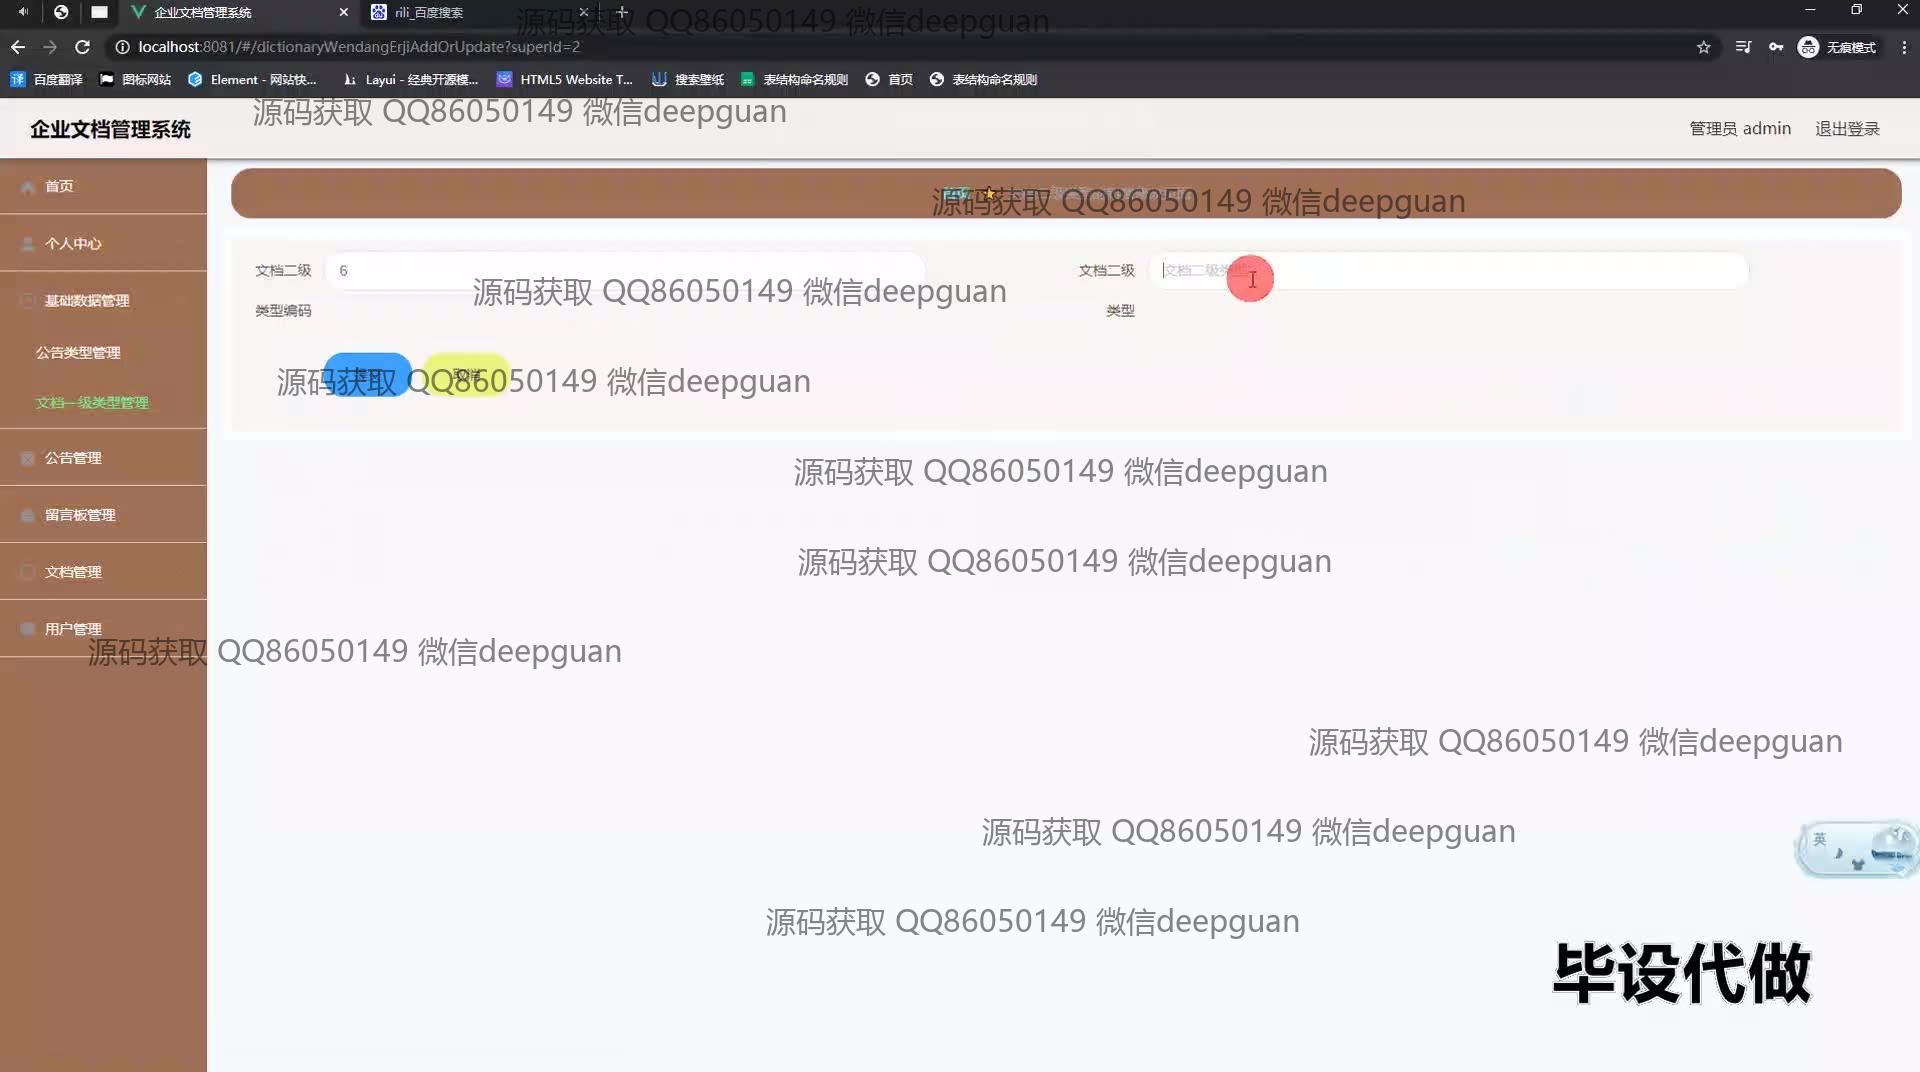 企业文档管理系统
rili_百度搜索
源码获取 QQ86050149 微信deepguan
localhost:8081/#/dictionaryWendangErjiAddOrUpdate?superId=2
无痕模式
百度翻译
图标网站
Element - 网站快...
Layui - 经典开源模...
HTML5 Website T...
搜索壁纸
表结构命名规则
首页
表结构命名规则
源码获取 QQ86050149 微信deepguan
企业文档管理系统
管理员 admin
退出登录
首页
个人中心
基础数据管理
公告类型管理
文档一级类型管理
公告管理
留言板管理
文档管理
用户管理
源码获取 QQ86050149 微信deepguan
文档二级
类型编码
6
文档二级
类型
文档二级类型
源码获取 QQ86050149 微信deepguan
取消
源码获取 QQ86050149 微信deepguan
源码获取 QQ86050149 微信deepguan
源码获取 QQ86050149 微信deepguan
源码获取 QQ86050149 微信deepguan
源码获取 QQ86050149 微信deepguan
源码获取 QQ86050149 微信deepguan
英
源码获取 QQ86050149 微信deepguan
毕设代做